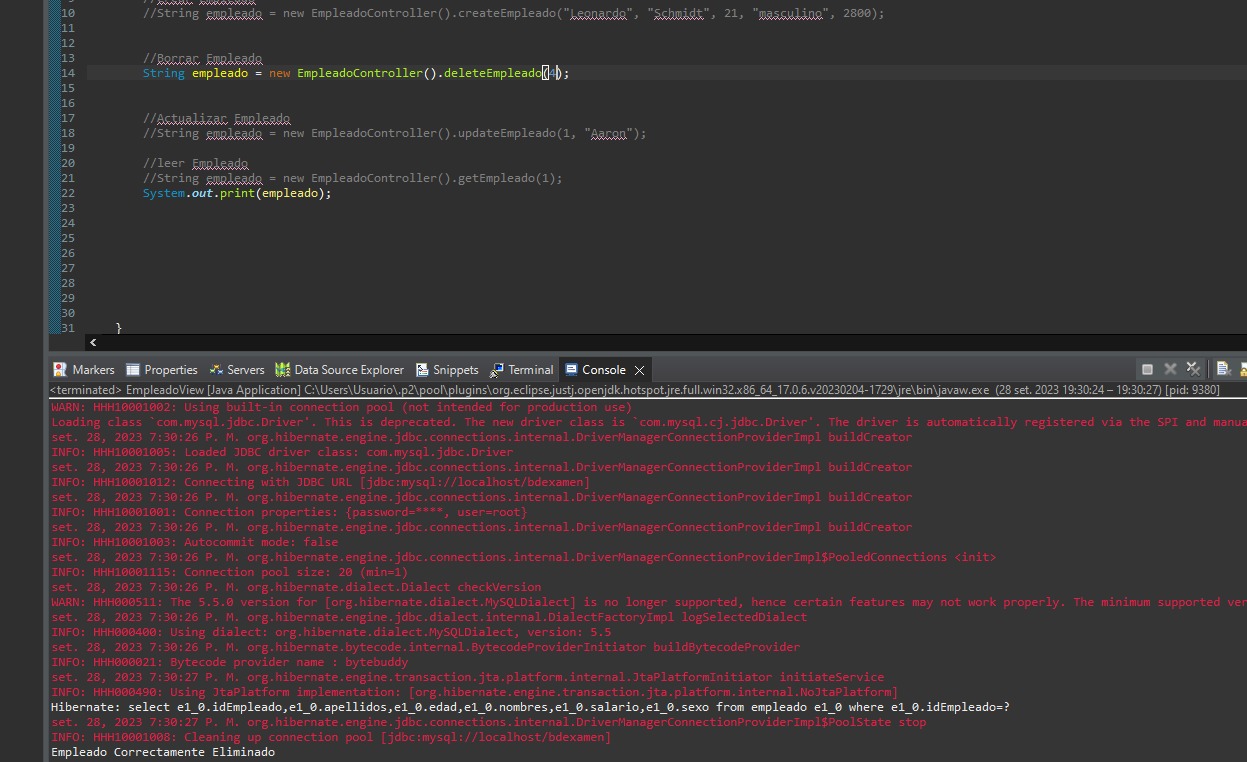 10 //String empleado = new EmpleadoController().createEmpleado("Leonardo", "Schmidt", 21, "masculino", 2800);
11
12
13 //Borrar Empleado
14 String empleado = new EmpleadoController().deleteEmpleado(4);
15
16
17 //Actualizar Empleado
18 //String empleado = new EmpleadoController().updateEmpleado(1, "Aaron");
19
20 //leer Empleado
21 //String empleado = new EmpleadoController().getEmpleado(1);
22 System.out.print(empleado);
23
24
25
26
27
28
29
30
31 }
Markers Properties Servers Data Source Explorer Snippets Terminal Console
<terminated> EmpleadoView [Java Application] C:\Users\Usuario\.p2\pool\plugins\org.eclipse.justj.openjdk.hotspot.jre.full.win32.x86_64_17.0.6.v20230204-1729\jre\bin\javaw.exe (28 set. 2023 19:30:24 – 19:30:27) [pid: 9380]
WARN: HHH10001002: Using built-in connection pool (not intended for production use)
Loading class `com.mysql.jdbc.Driver'. This is deprecated. The new driver class is `com.mysql.cj.jdbc.Driver'. The driver is automatically registered via the SPI and manua
set. 28, 2023 7:30:26 P. M. org.hibernate.engine.jdbc.connections.internal.DriverManagerConnectionProviderImpl buildCreator
INFO: HHH10001005: Loaded JDBC driver class: com.mysql.jdbc.Driver
set. 28, 2023 7:30:26 P. M. org.hibernate.engine.jdbc.connections.internal.DriverManagerConnectionProviderImpl buildCreator
INFO: HHH10001012: Connecting with JDBC URL [jdbc:mysql://localhost/bdexamen]
set. 28, 2023 7:30:26 P. M. org.hibernate.engine.jdbc.connections.internal.DriverManagerConnectionProviderImpl buildCreator
INFO: HHH10001001: Connection properties: {password=****, user=root}
set. 28, 2023 7:30:26 P. M. org.hibernate.engine.jdbc.connections.internal.DriverManagerConnectionProviderImpl buildCreator
INFO: HHH10001003: Autocommit mode: false
set. 28, 2023 7:30:26 P. M. org.hibernate.engine.jdbc.connections.internal.DriverManagerConnectionProviderImpl$PooledConnections <init>
INFO: HHH10001115: Connection pool size: 20 (min=1)
set. 28, 2023 7:30:26 P. M. org.hibernate.dialect.Dialect checkVersion
WARN: HHH000511: The 5.5.0 version for [org.hibernate.dialect.MySQLDialect] is no longer supported, hence certain features may not work properly. The minimum supported ver
set. 28, 2023 7:30:26 P. M. org.hibernate.engine.jdbc.dialect.internal.DialectFactoryImpl logSelectedDialect
INFO: HHH000400: Using dialect: org.hibernate.dialect.MySQLDialect, version: 5.5
set. 28, 2023 7:30:26 P. M. org.hibernate.bytecode.internal.BytecodeProviderInitiator buildBytecodeProvider
INFO: HHH000021: Bytecode provider name : bytebuddy
set. 28, 2023 7:30:27 P. M. org.hibernate.engine.transaction.jta.platform.internal.JtaPlatformInitiator initiateService
INFO: HHH000490: Using JtaPlatform implementation: [org.hibernate.engine.transaction.jta.platform.internal.NoJtaPlatform]
Hibernate: select e1_0.idEmpleado,e1_0.apellidos,e1_0.edad,e1_0.nombres,e1_0.salario,e1_0.sexo from empleado e1_0 where e1_0.idEmpleado=?
set. 28, 2023 7:30:27 P. M. org.hibernate.engine.jdbc.connections.internal.DriverManagerConnectionProviderImpl$PoolState stop
INFO: HHH10001008: Cleaning up connection pool [jdbc:mysql://localhost/bdexamen]
Empleado Correctamente Eliminado